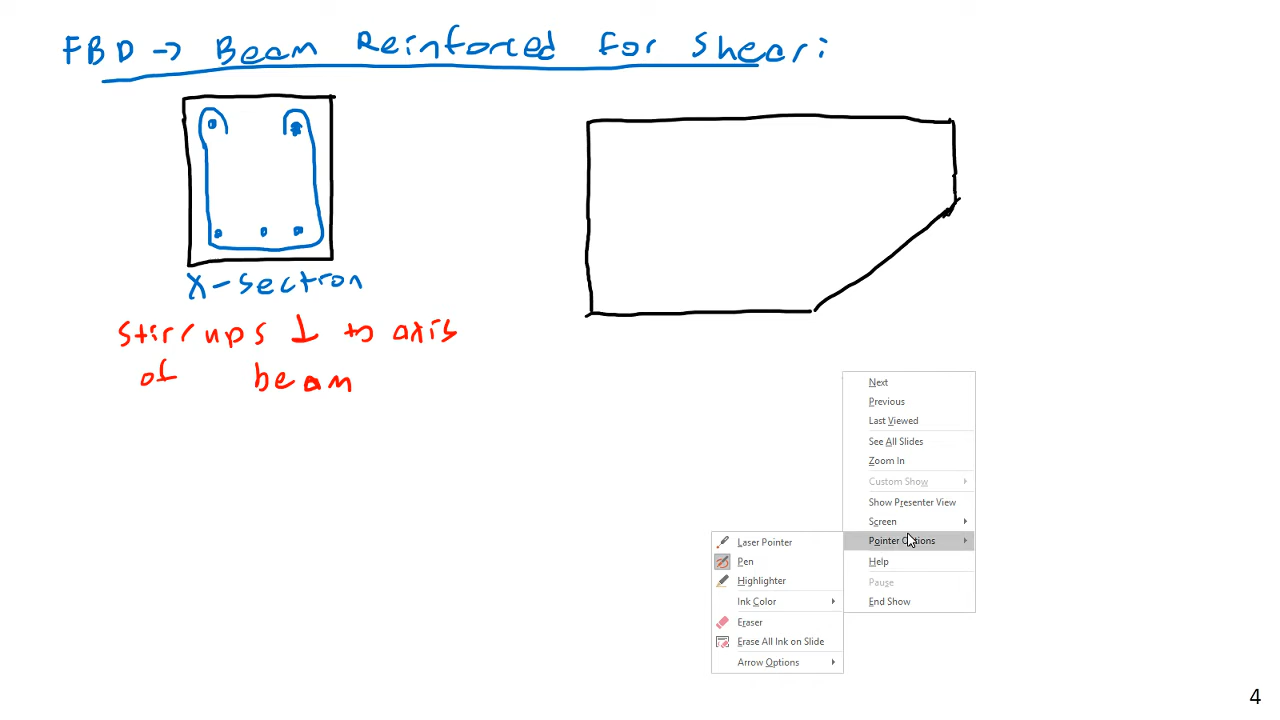 FBD → Beam Reinforced for Shear:
X-section
Stirrups ⊥ to axis
of beam
Next
Previous
Last Viewed
See All Slides
Zoom In
Custom Show
Show Presenter View
Screen
Pointer Options
Help
Pause
End Show
Laser Pointer
Pen
Highlighter
Ink Color
Eraser
Erase All Ink on Slide
Arrow Options
4